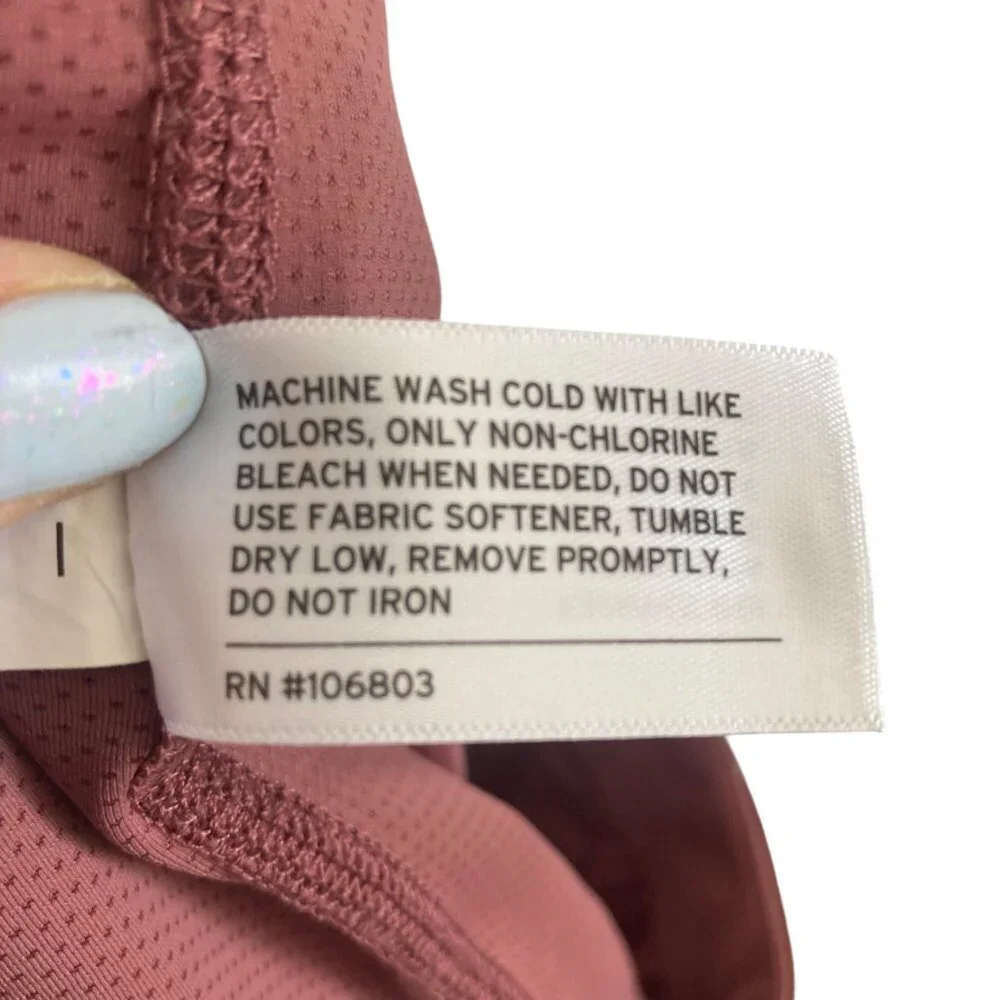 MACHINE WASH COLD WITH LIKE
COLORS, ONLY NON-CHLORINE
BLEACH WHEN NEEDED, DO NOT
USE FABRIC SOFTENER, TUMBLE
DRY LOW, REMOVE PROMPTLY,
DO NOT IRON
RN #106803